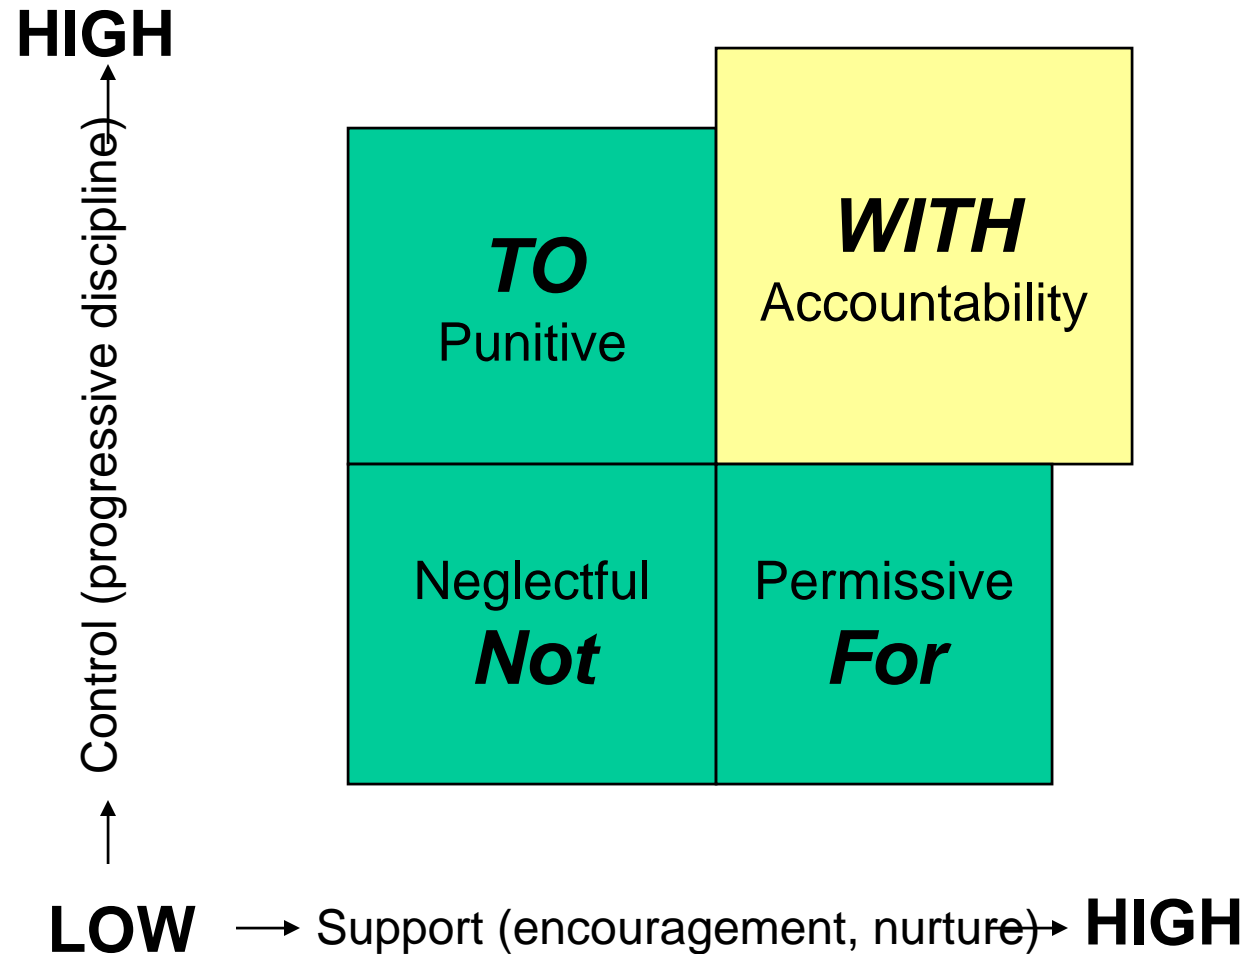 HIGH
Control (progressive discipline)
TO
Punitive
WITH
Accountability
Neglectful
Not
Permissive
For
LOW
Support (encouragement, nurture)
HIGH